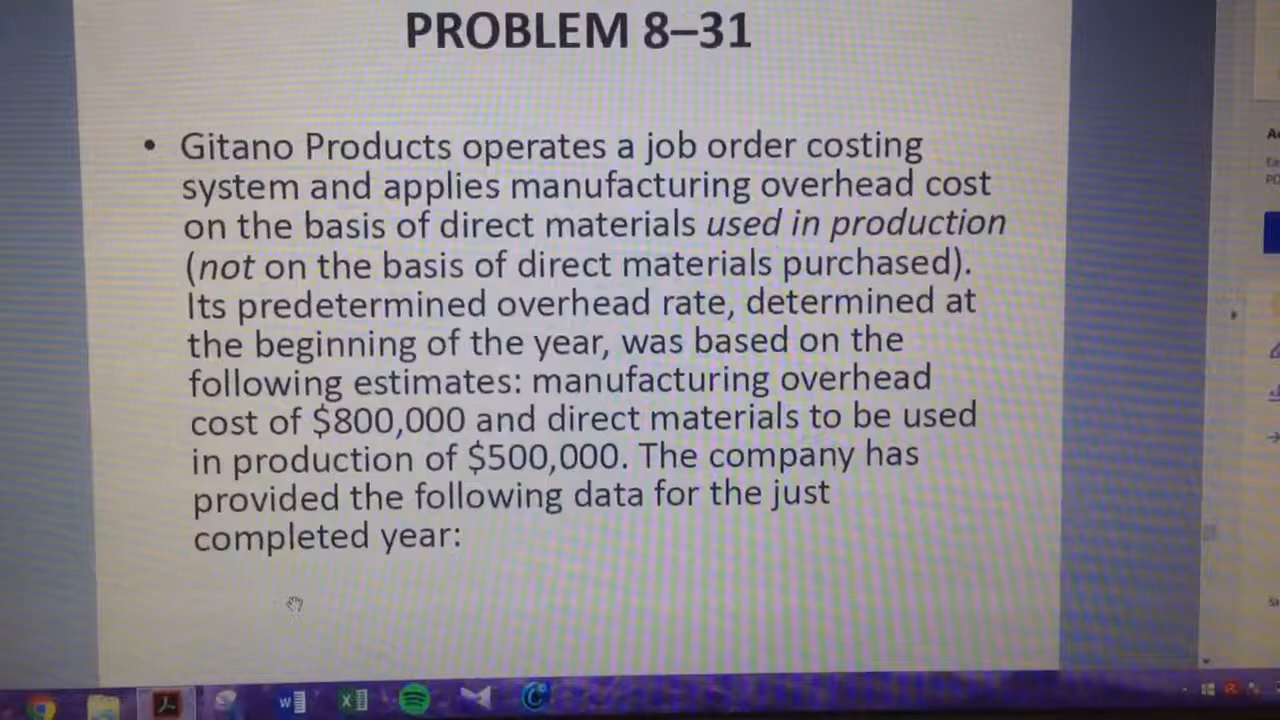 PROBLEM 8–31
• Gitano Products operates a job order costing
system and applies manufacturing overhead cost
on the basis of direct materials used in production
(not on the basis of direct materials purchased).
Its predetermined overhead rate, determined at
the beginning of the year, was based on the
following estimates: manufacturing overhead
cost of $800,000 and direct materials to be used
in production of $500,000. The company has
provided the following data for the just
completed year: